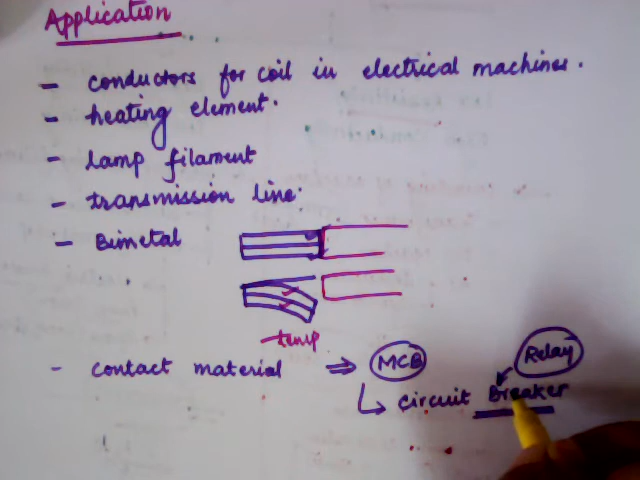 Application
- conductors for coil in electrical machines.
- heating element.
- lamp filament
- transmission line.
- Bimetal
temp
- contact material ⇒ MCB Relay
↳ circuit Breaker